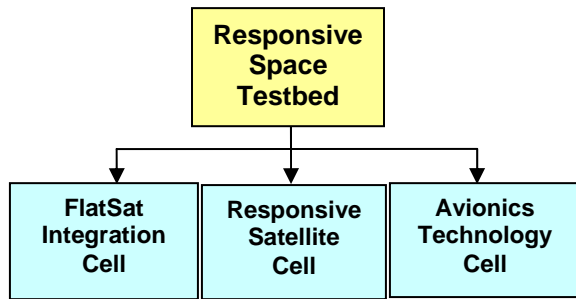 Responsive
Space
Testbed
FlatSat
Integration
Cell
Responsive
Satellite
Cell
Avionics
Technology
Cell